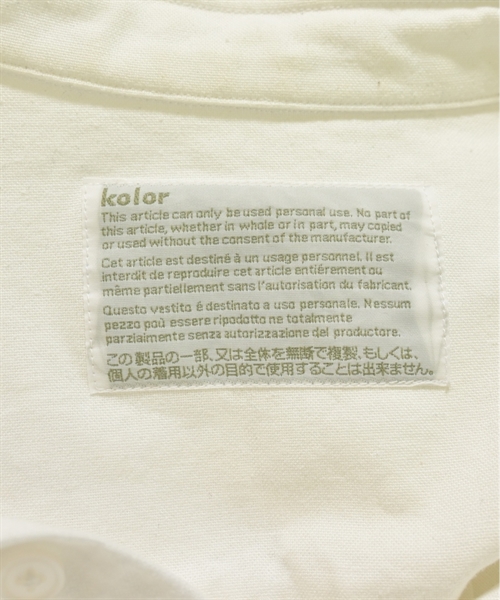 kolor
This article can only be used personal use. No part of
this article, whether in whole or in part, may copied
or used without the consent of the manufacturer.
Cet article est destiné à un usage personnel. Il est
interdit de reproduire cet article entiérement ou
même partiellement sans l'autorisation du fabricant.
Questo vestito é destinato a uso personale. Nessum
pezzo poù essere ripodotto ne totalmente
parzialmente senza autorizzazione del productore.
この製品の一部、又は全体を無断で複製、もしくは、
個人の着用以外の目的で使用することは出来ません。